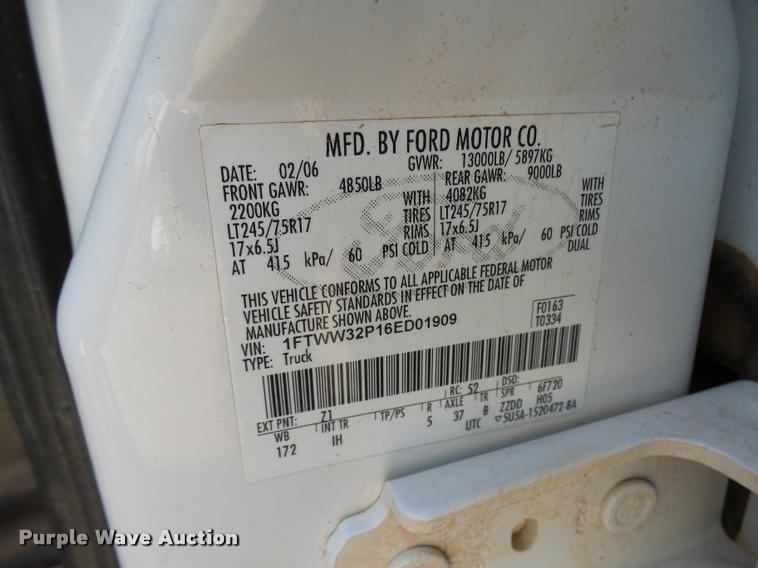 MFD. BY FORD MOTOR CO.
DATE: 02/06 GVWR: 13000LB/ 5897KG
FRONT GAWR: 4850LB REAR GAWR: 9000LB
2200KG WITH 4082KG WITH
LT245/75R17 TIRES LT245/75R17 TIRES
17x6.5J RIMS 17x6.5J RIMS
AT 415 kPa/ 60 PSI COLD AT 415 kPa/ 60 PSI COLD
DUAL
Ford
THIS VEHICLE CONFORMS TO ALL APPLICABLE FEDERAL MOTOR
VEHICLE SAFETY STANDARDS IN EFFECT ON THE DATE OF
MANUFACTURE SHOWN ABOVE.
VIN: 1FTWW32P16ED01909 F0163
TYPE: Truck T0334
EXT PNT: Z1 RC: 52 DSO:
WB INT TR TP/PS R AXLE TR SPR 6F720
172 IH 5 37 B ZZDD H05
UTC ▽5U5A-1520472-BA
Purple Wave Auction